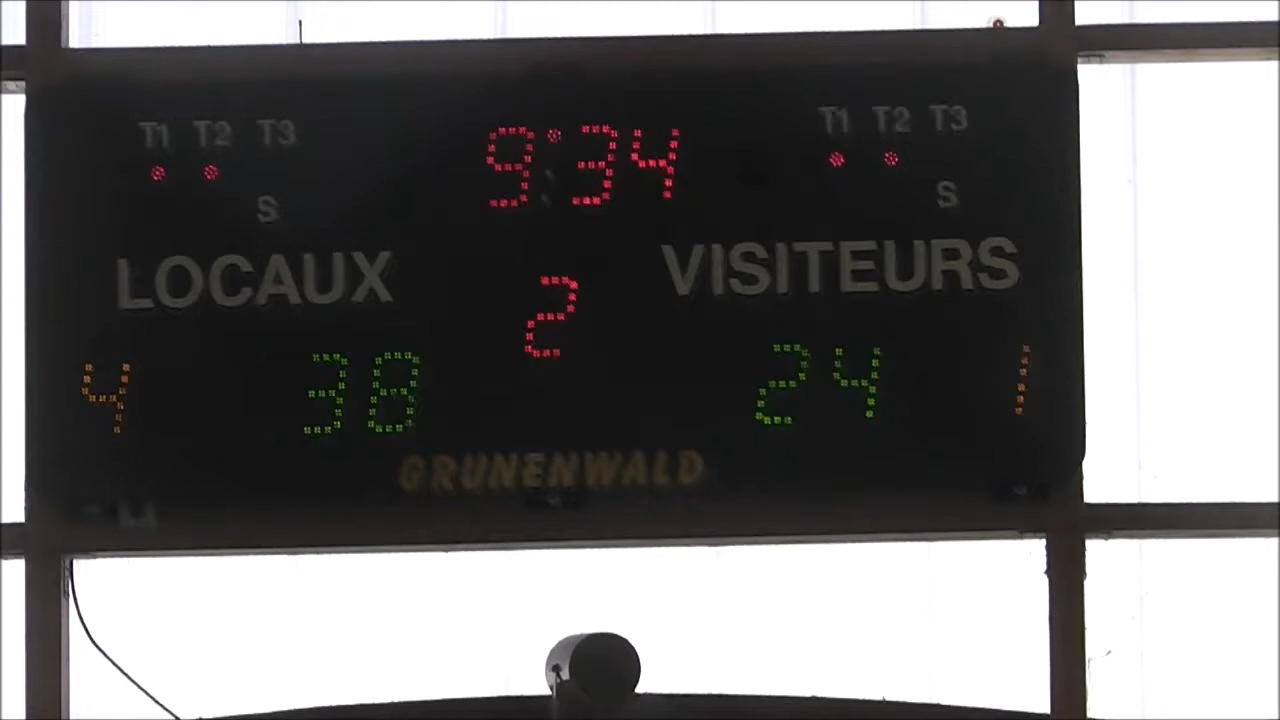 T1 T2 T3 9:34 T1 T2 T3
S S
LOCAUX VISITEURS
2
4 38 24 1
GRUNENWALD